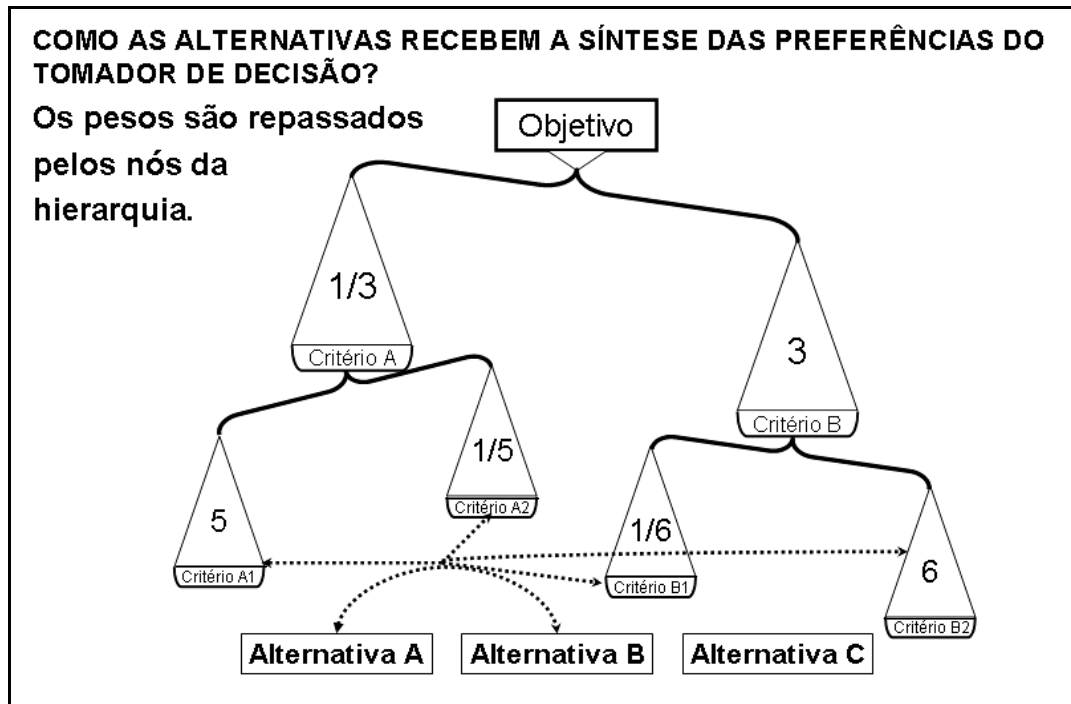 COMO AS ALTERNATIVAS RECEBEM A SÍNTESE DAS PREFERÊNCIAS DO
TOMADOR DE DECISÃO?
Os pesos são repassados
pelos nós da
hierarquia.
Objetivo
1/3
Critério A
3
Critério B
5
Critério A1
1/5
Critério A2
1/6
Critério B1
6
Critério B2
Alternativa A
Alternativa B
Alternativa C